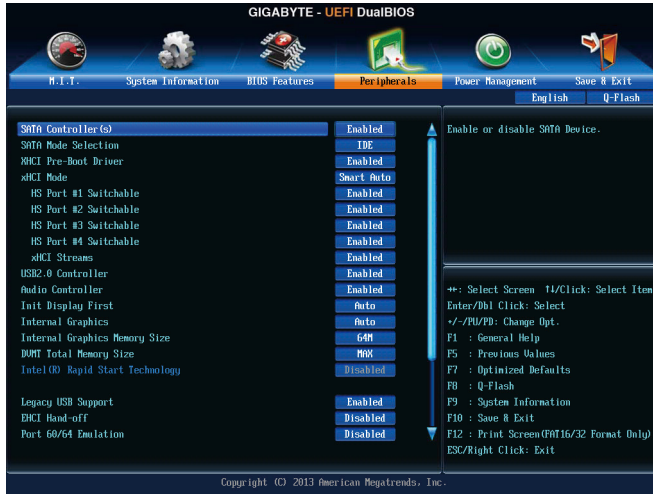 GIGABYTE - UEFI DualBIOS
M.I.T. System Information BIOS Features Peripherals Power Management Save & Exit
English Q-Flash
SATA Controller(s) Enabled
SATA Mode Selection IDE
XHCI Pre-Boot Driver Enabled
xHCI Mode Smart Auto
HS Port #1 Switchable Enabled
HS Port #2 Switchable Enabled
HS Port #3 Switchable Enabled
HS Port #4 Switchable Enabled
xHCI Streams Enabled
USB2.0 Controller Enabled
Audio Controller Enabled
Init Display First Auto
Internal Graphics Auto
Internal Graphics Memory Size 64M
DVMT Total Memory Size MAX
Intel(R) Rapid Start Technology Disabled
Legacy USB Support Enabled
EHCI Hand-off Disabled
Port 60/64 Emulation Disabled
Enable or disable SATA Device.
→←: Select Screen ↑↓/Click: Select Item
Enter/Dbl Click: Select
+/-/PU/PD: Change Opt.
F1 : General Help
F5 : Previous Values
F7 : Optimized Defaults
F8 : Q-Flash
F9 : System Information
F10 : Save & Exit
F12 : Print Screen(FAT16/32 Format Only)
ESC/Right Click: Exit
Copyright (C) 2013 American Megatrends, Inc.